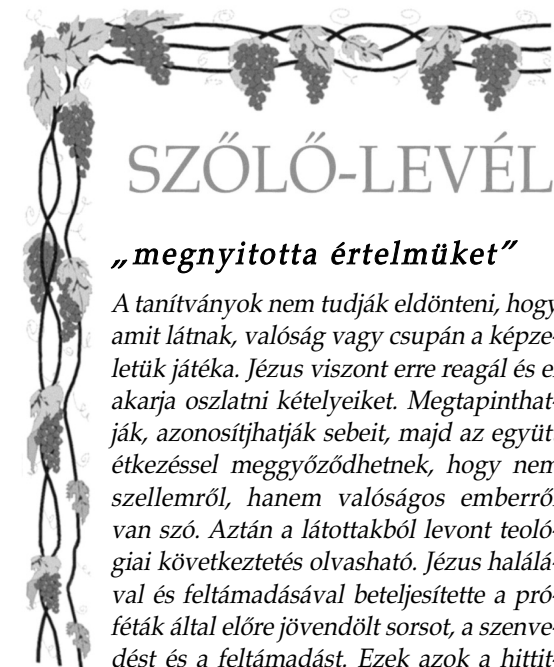 SZŐLŐ-LEVÉL
„megnyitotta értelmüket”
A tanítványok nem tudják eldönteni, hogy
amit látnak, valóság vagy csupán a képze-
letük játéka. Jézus viszont erre reagál és e
akarja oszlatni kételyeiket. Megtapinthat-
ják, azonosítjhatják sebeit, majd az együt
étkezéssel meggyőződhetnek, hogy nem
szellemről, hanem valóságos emberrő
van szó. Aztán a látottakból levont teoló-
giai következtetés olvasható. Jézus halálá-
val és feltámadásával beteljesítette a pró-
féták által előre jövendölt sorsot, a szenve-
dést és a feltámadást. Ezek azok a hittit-